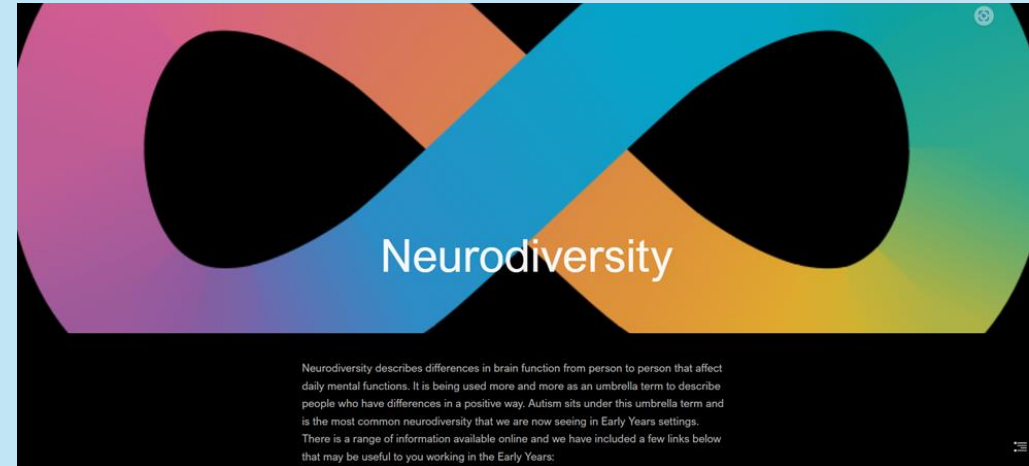 Neurodiversity
Neurodiversity describes differences in brain function from person to person that affect
daily mental functions. It is being used more and more as an umbrella term to describe
people who have differences in a positive way. Autism sits under this umbrella term and
is the most common neurodiversity that we are now seeing in Early Years settings.
There is a range of information available online and we have included a few links below
that may be useful to you working in the Early Years: